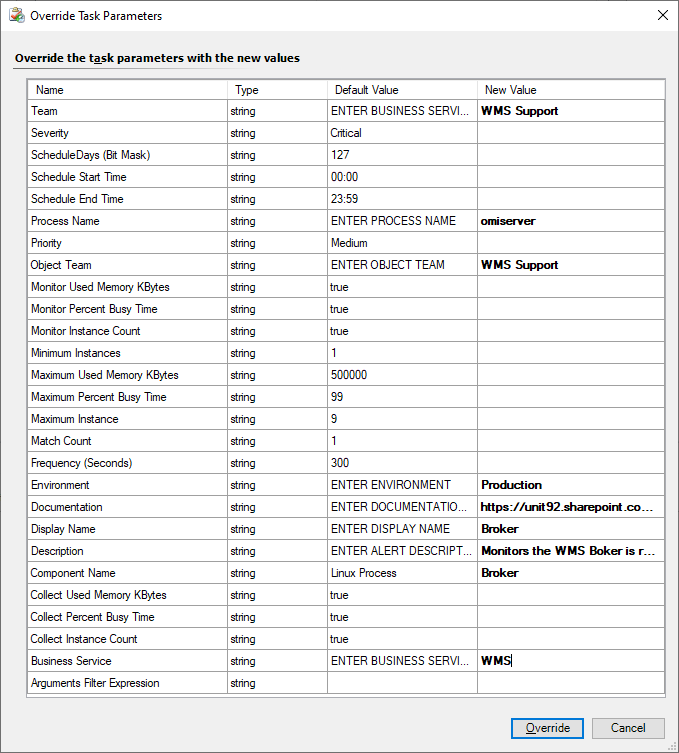 Override Task Parameters
Override the task parameters with the new values
Name Type Default Value New Value
Team string ENTER BUSINESS SERVI... WMS Support
Severity string Critical
ScheduleDays (Bit Mask) string 127
Schedule Start Time string 00:00
Schedule End Time string 23:59
Process Name string ENTER PROCESS NAME omiserver
Priority string Medium
Object Team string ENTER OBJECT TEAM WMS Support
Monitor Used Memory KBytes string true
Monitor Percent Busy Time string true
Monitor Instance Count string true
Minimum Instances string 1
Maximum Used Memory KBytes string 500000
Maximum Percent Busy Time string 99
Maximum Instance string 9
Match Count string 1
Frequency (Seconds) string 300
Environment string ENTER ENVIRONMENT Production
Documentation string ENTER DOCUMENTATIO... https://unit92.sharepoint.co...
Display Name string ENTER DISPLAY NAME Broker
Description string ENTER ALERT DESCRIPT... Monitors the WMS Boker is r...
Component Name string Linux Process Broker
Collect Used Memory KBytes string true
Collect Percent Busy Time string true
Collect Instance Count string true
Business Service string ENTER BUSINESS SERVI... WMS
Arguments Filter Expression string
Override Cancel